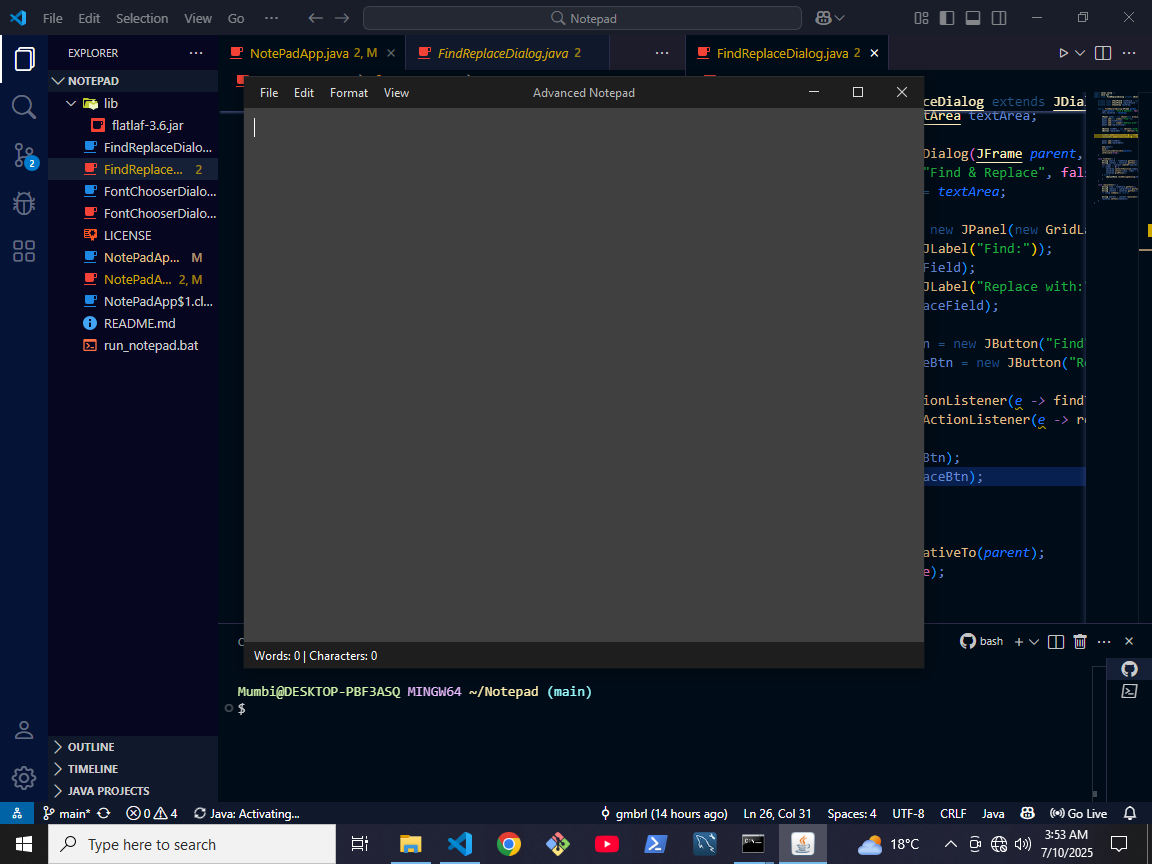 File Edit Selection View Go ··· Notepad
EXPLORER ···
NOTEPAD
lib
flatlaf-3.6.jar
FindReplaceDialo...
FindReplace... 2
FontChooserDialo...
FontChooserDialo...
LICENSE
NotePadAp... M
NotePadA... 2, M
NotePadApp$1.cl...
README.md
run_notepad.bat
OUTLINE
TIMELINE
JAVA PROJECTS
NotePadApp.java 2, M
FindReplaceDialog.java 2
FindReplaceDialog.java 2
File Edit Format View Advanced Notepad
Words: 0 | Characters: 0
ceDialog extends JDia
tArea textArea;
Dialog(JFrame parent,
"Find & Replace", fal
= textArea;
new JPanel(new GridLa
JLabel("Find:"));
Field);
JLabel("Replace with:
aceField);
n = new JButton("Find
eBtn = new JButton("Re
ionListener(e -> find
ActionListener(e -> re
Btn);
aceBtn);
ativeTo(parent);
e);
bash
Mumbi@DESKTOP-PBF3ASQ MINGW64 ~/Notepad (main)
$
main* 0 4 Java: Activating... gmbrl (14 hours ago) Ln 26, Col 31 Spaces: 4 UTF-8 CRLF Java Go Live
Type here to search
18°C
3:53 AM
7/10/2025